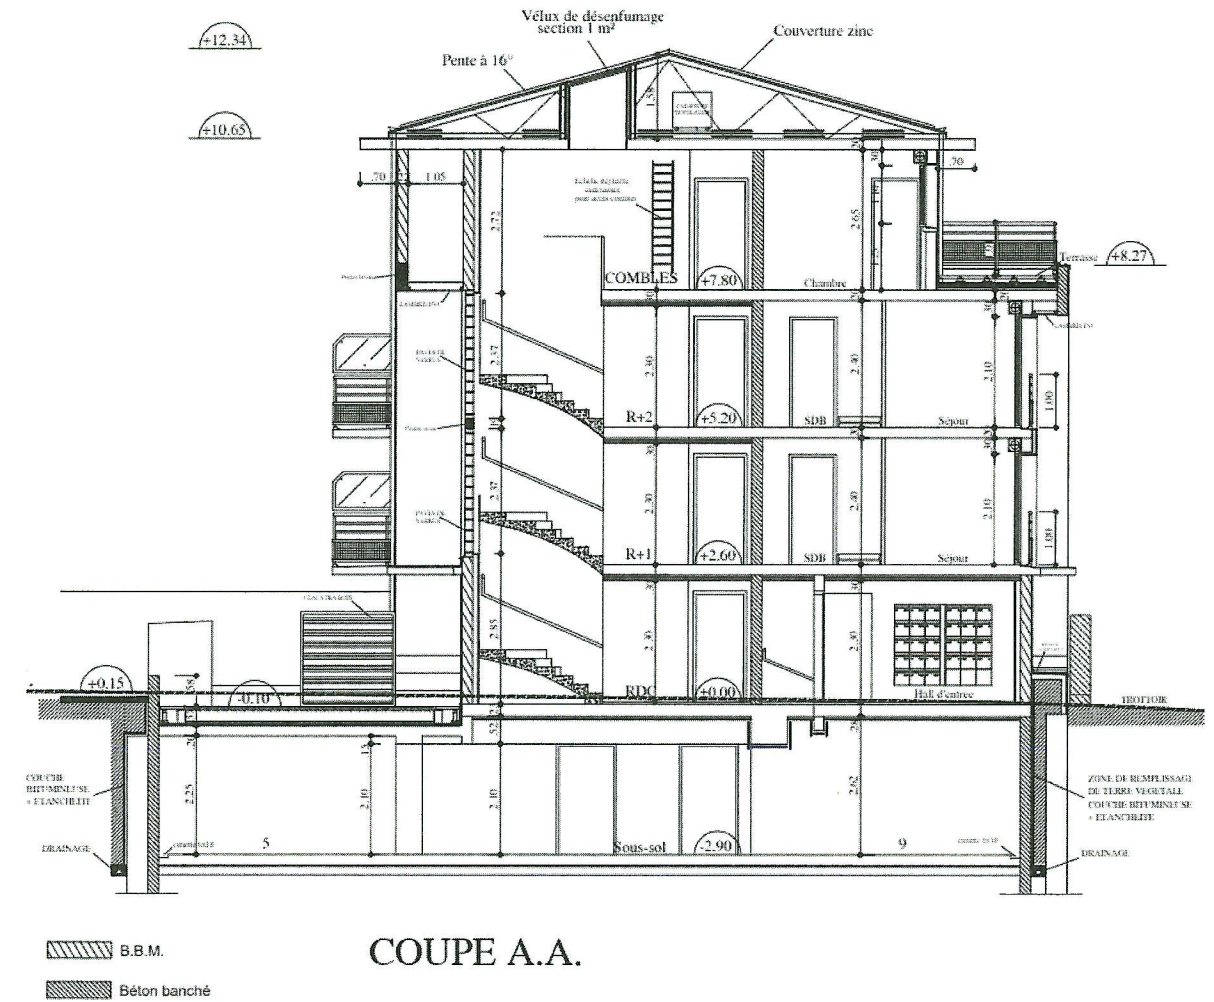 Vélux de désenfumage
section 1 m²
+12.34
Couverture zinc
Pente à 16°
1.58
+10.65
.70
1.05
.70
2.72
2.65
COMBLES
+7.80
Chambre
+8.27
Terrasse
2.37
2.30
2.40
2.10
1.00
R+2
+5.20
SDB
Séjour
2.37
2.30
2.40
2.10
1.00
R+1
+2.60
SDB
Séjour
2.85
2.30
2.30
+0.15
-0.10
RDC
+0.00
Hall d'entree
TROTTOIR
COUCHE
BITUMINEUSE
+ ETANCHEITE
2.25
2.10
2.10
2.62
ZONE DE REMPLISSAGE
DE TERRE VEGETALE
COUCHE BITUMINEUSE
+ ETANCHEITE
5
Sous-sol
-2.90
9
DRAINAGE
DRAINAGE
B.B.M.
COUPE A.A.
Béton banché